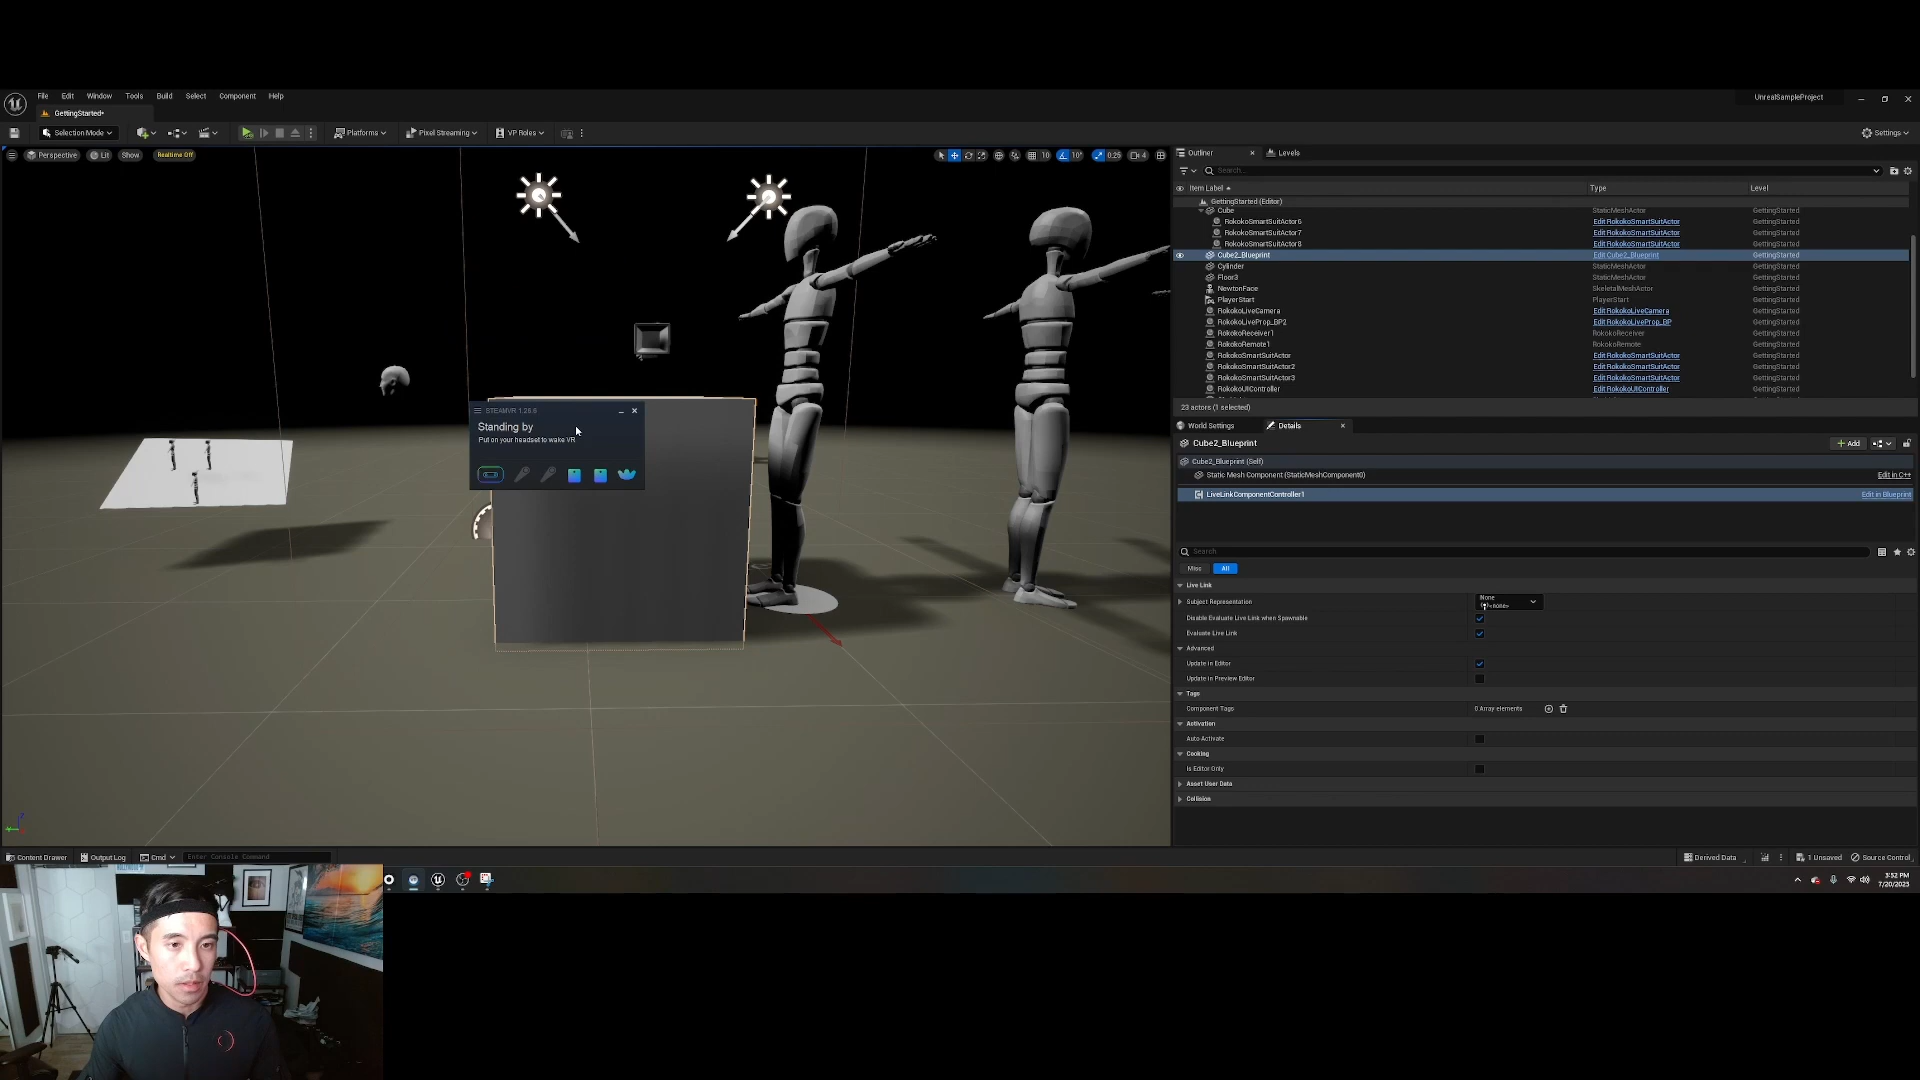 File Edit Window Tools Build Select Component Help
UnrealSampleProject
GettingStarted•
Selection Mode
Platforms
Pixel Streaming
VP Roles
Settings
Perspective
Lit
Show
Realtime Off
10
10°
0.25
4
Outliner
Levels
Search...
Item Label
Type
Level
GettingStarted (Editor)
Cube StaticMeshActor GettingStarted
RokokoSmartSuitActor6 Edit RokokoSmartSuitActor GettingStarted
RokokoSmartSuitActor7 Edit RokokoSmartSuitActor GettingStarted
RokokoSmartSuitActor8 Edit RokokoSmartSuitActor GettingStarted
Cube2_Blueprint Edit Cube2_Blueprint GettingStarted
Cylinder StaticMeshActor GettingStarted
Floor3 StaticMeshActor GettingStarted
NewtonFace SkeletalMeshActor GettingStarted
PlayerStart PlayerStart GettingStarted
RokokoLiveCamera Edit RokokoLiveCamera GettingStarted
RokokoLiveProp_BP2 Edit RokokoLiveProp_BP GettingStarted
RokokoReceiver1 RokokoReceiver GettingStarted
RokokoRemote1 RokokoRemote GettingStarted
RokokoSmartSuitActor Edit RokokoSmartSuitActor GettingStarted
RokokoSmartSuitActor2 Edit RokokoSmartSuitActor GettingStarted
RokokoSmartSuitActor3 Edit RokokoSmartSuitActor GettingStarted
RokokoUIController Edit RokokoUIController GettingStarted
23 actors (1 selected)
STEAMVR 1.26.6
Standing by
Put on your headset to wake VR
World Settings
Details
Cube2_Blueprint
Add
Cube2_Blueprint (Self)
Static Mesh Component (StaticMeshComponent0) Edit in C++
LiveLinkComponentController1 Edit in Blueprint
Search
Misc
All
Live Link
Subject Representation
None
<none>
Disable Evaluate Live Link when Spawnable
Evaluate Live Link
Advanced
Update in Editor
Update in Preview Editor
Tags
Component Tags 0 Array elements
Activation
Auto Activate
Cooking
Is Editor Only
Asset User Data
Collision
Content Drawer
Output Log
Cmd
Enter Console Command
Derived Data
1 Unsaved
Source Control
3:52 PM
7/20/2023